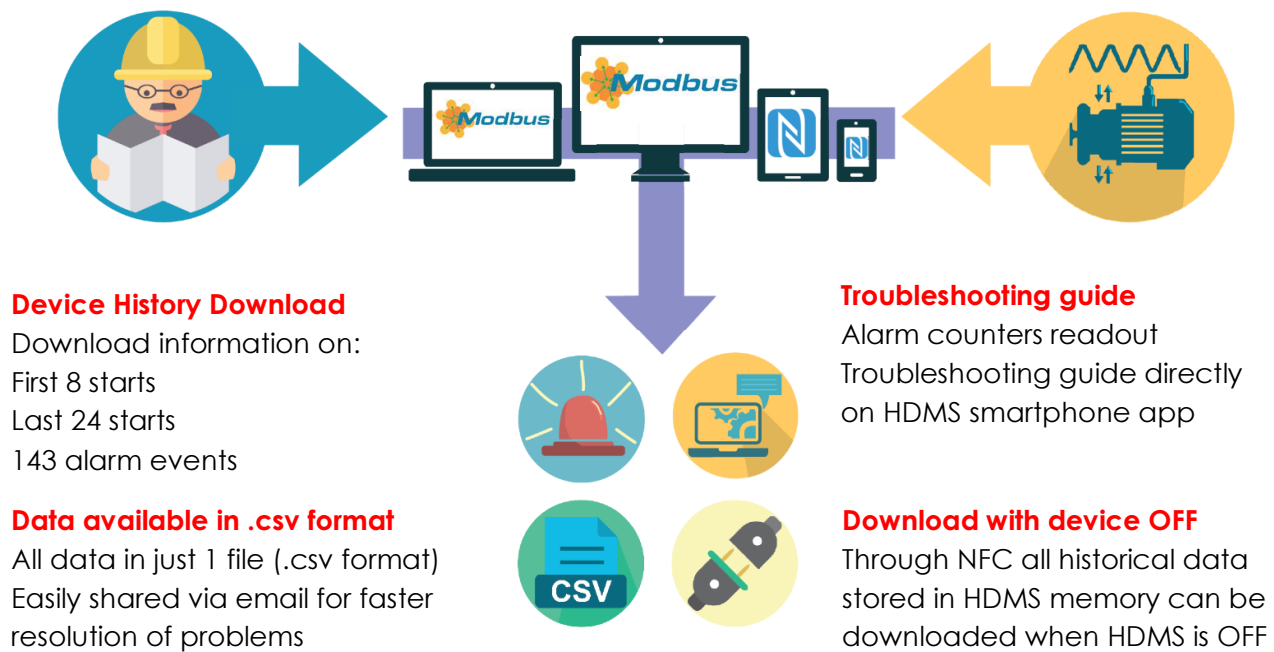 Modbus
Modbus
Device History Download
Download information on:
First 8 starts
Last 24 starts
143 alarm events
Data available in .csv format
All data in just 1 file (.csv format)
Easily shared via email for faster
resolution of problems
CSV
Troubleshooting guide
Alarm counters readout
Troubleshooting guide directly
on HDMS smartphone app
Download with device OFF
Through NFC all historical data
stored in HDMS memory can be
downloaded when HDMS is OFF